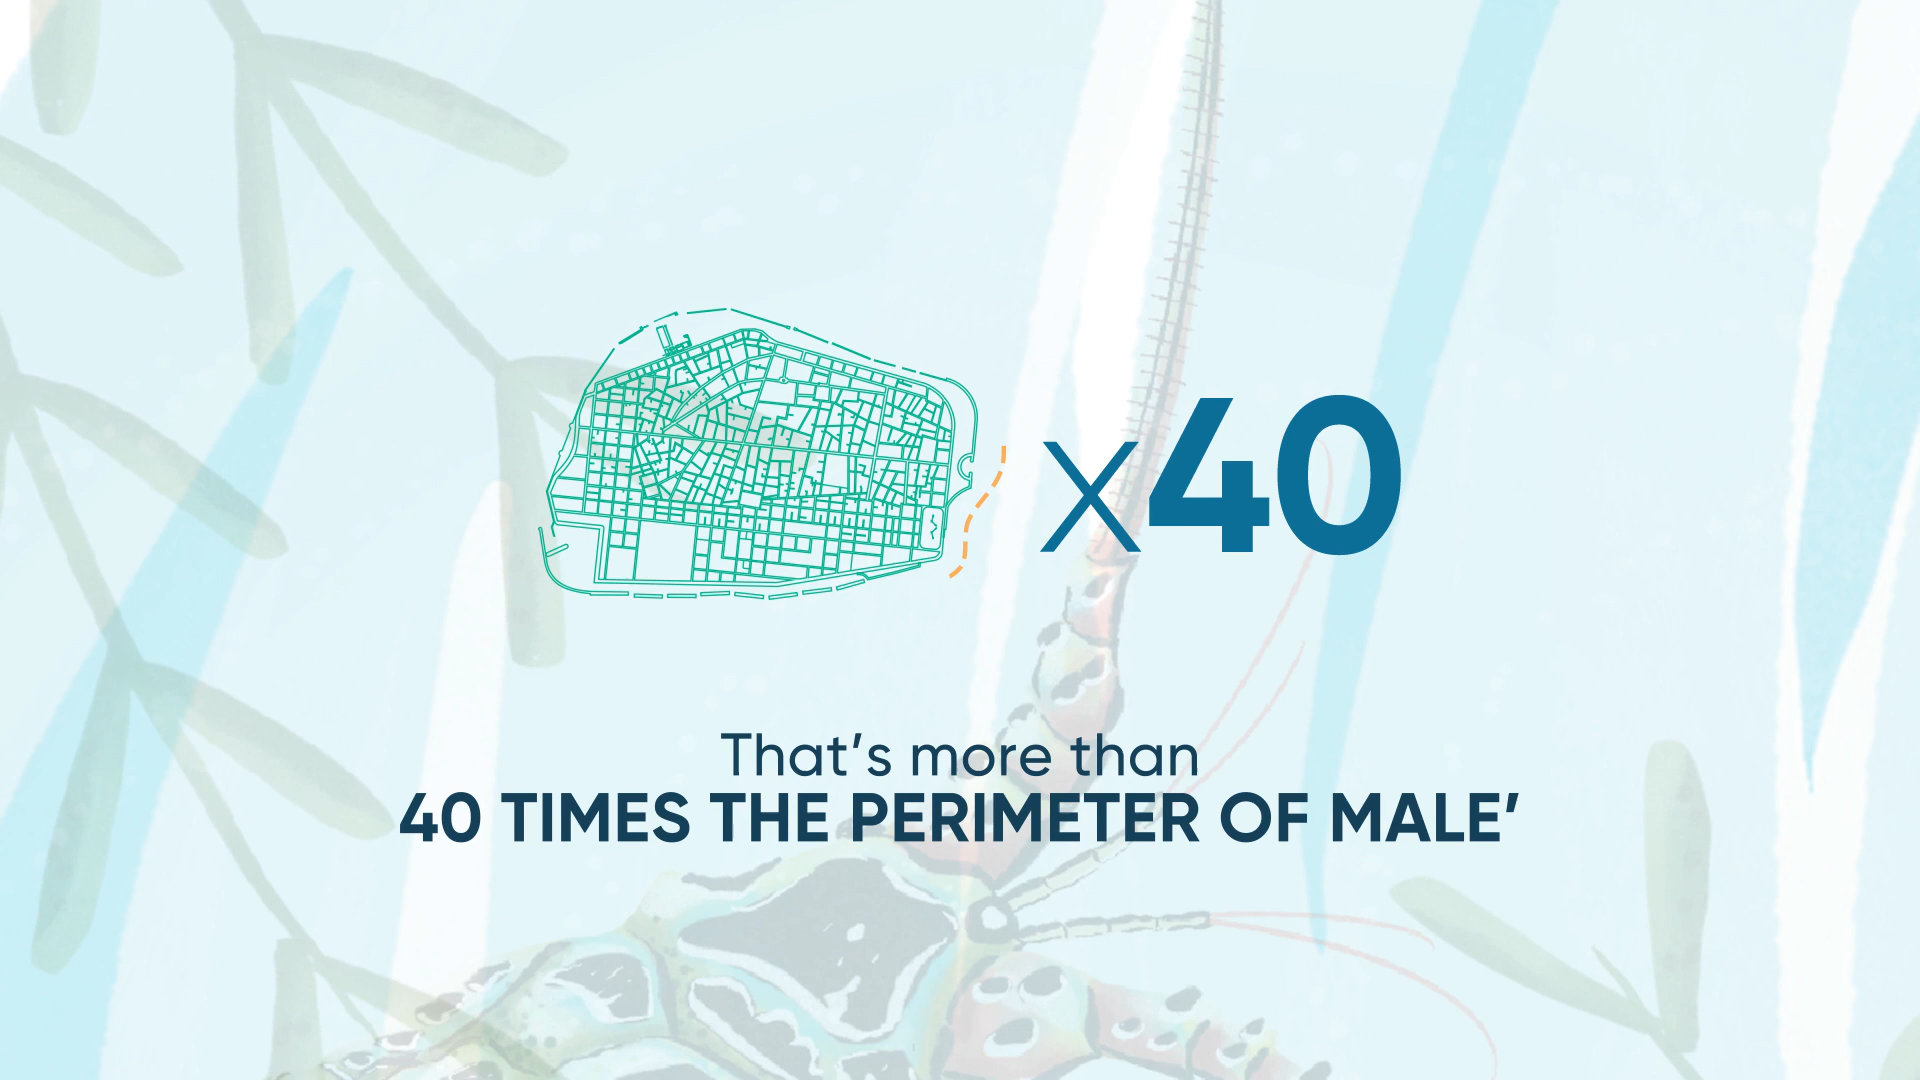 x40
That’s more than
40 TIMES THE PERIMETER OF MALE’